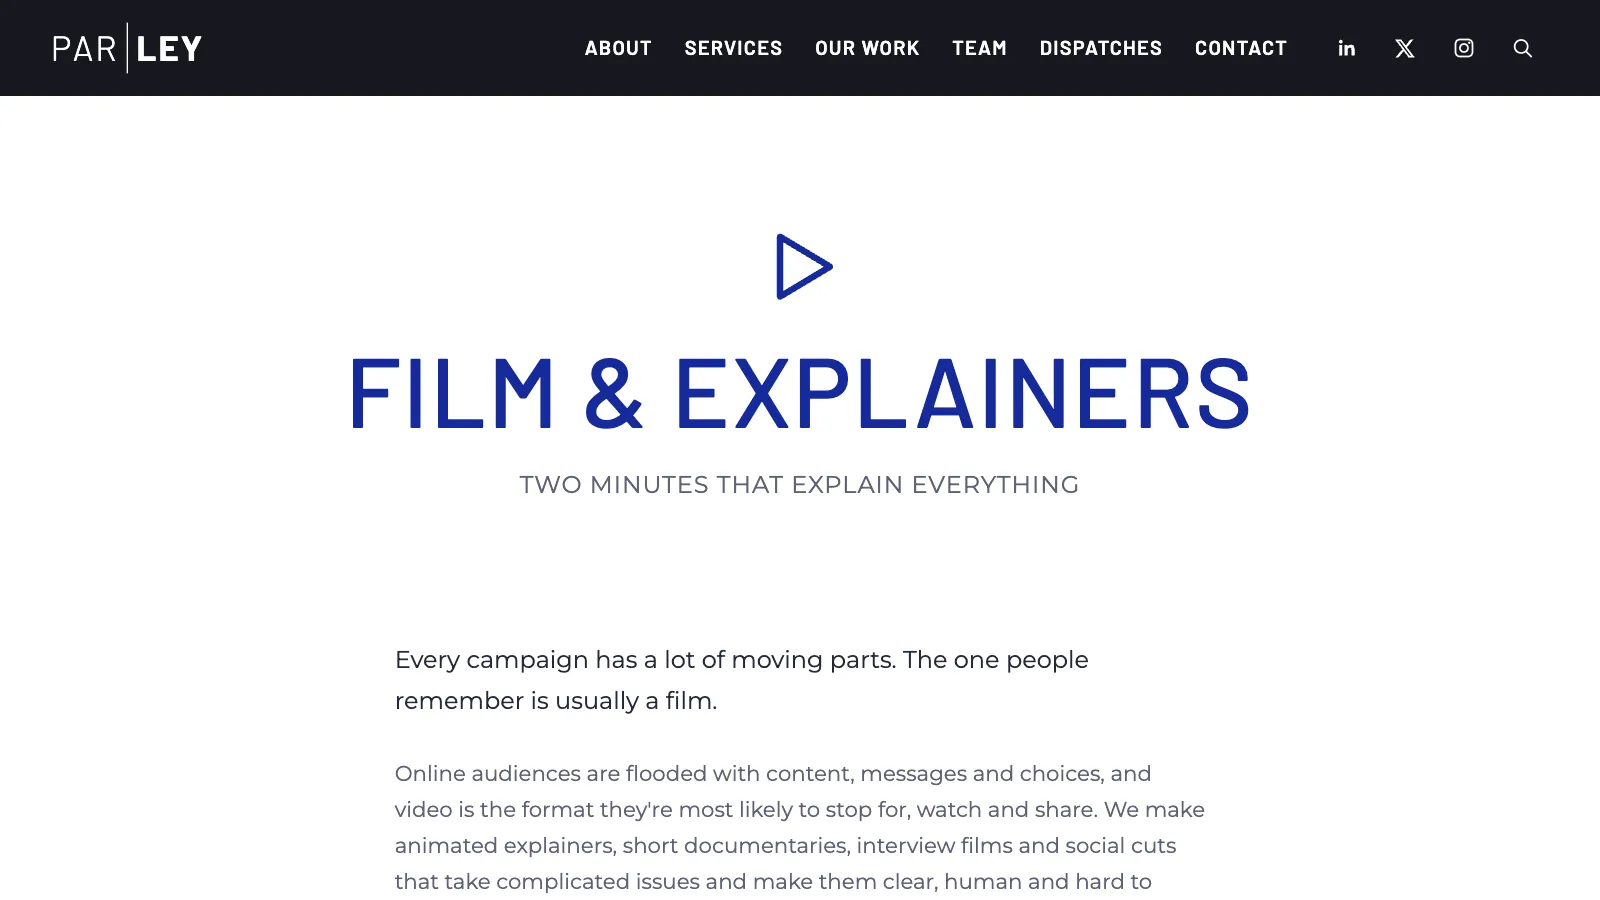 PAR|LEY
ABOUT SERVICES OUR WORK TEAM DISPATCHES CONTACT
FILM & EXPLAINERS
TWO MINUTES THAT EXPLAIN EVERYTHING
Every campaign has a lot of moving parts. The one people
remember is usually a film.
Online audiences are flooded with content, messages and choices, and
video is the format they're most likely to stop for, watch and share. We make
animated explainers, short documentaries, interview films and social cuts
that take complicated issues and make them clear, human and hard to